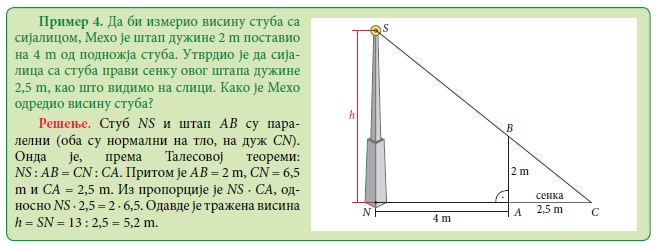 Пример 4. Да би измерио висину стуба са
сијалицом, Мехо је штап дужине 2 m поставио
на 4 m од подножја стуба. Утврдио је да сија-
лица са стуба прави сенку овог штапа дужине
2,5 m, као што видимо на слици. Како је Мехо
одредио висину стуба?
Решење. Стуб NS и штап AB су пара-
лелни (оба су нормални на тло, на дуж CN).
Онда је, према Талесовој теореми:
NS : AB = CN : CA. Притом је AB = 2 m, CN = 6,5
m и CA = 2,5 m. Из пропорције је NS · CA, од-
носно NS · 2,5 = 2 · 6,5. Одавде је тражена висина
h = SN = 13 : 2,5 = 5,2 m.
S
h
B
2 m
сенка
N
4 m
A
2,5 m
C